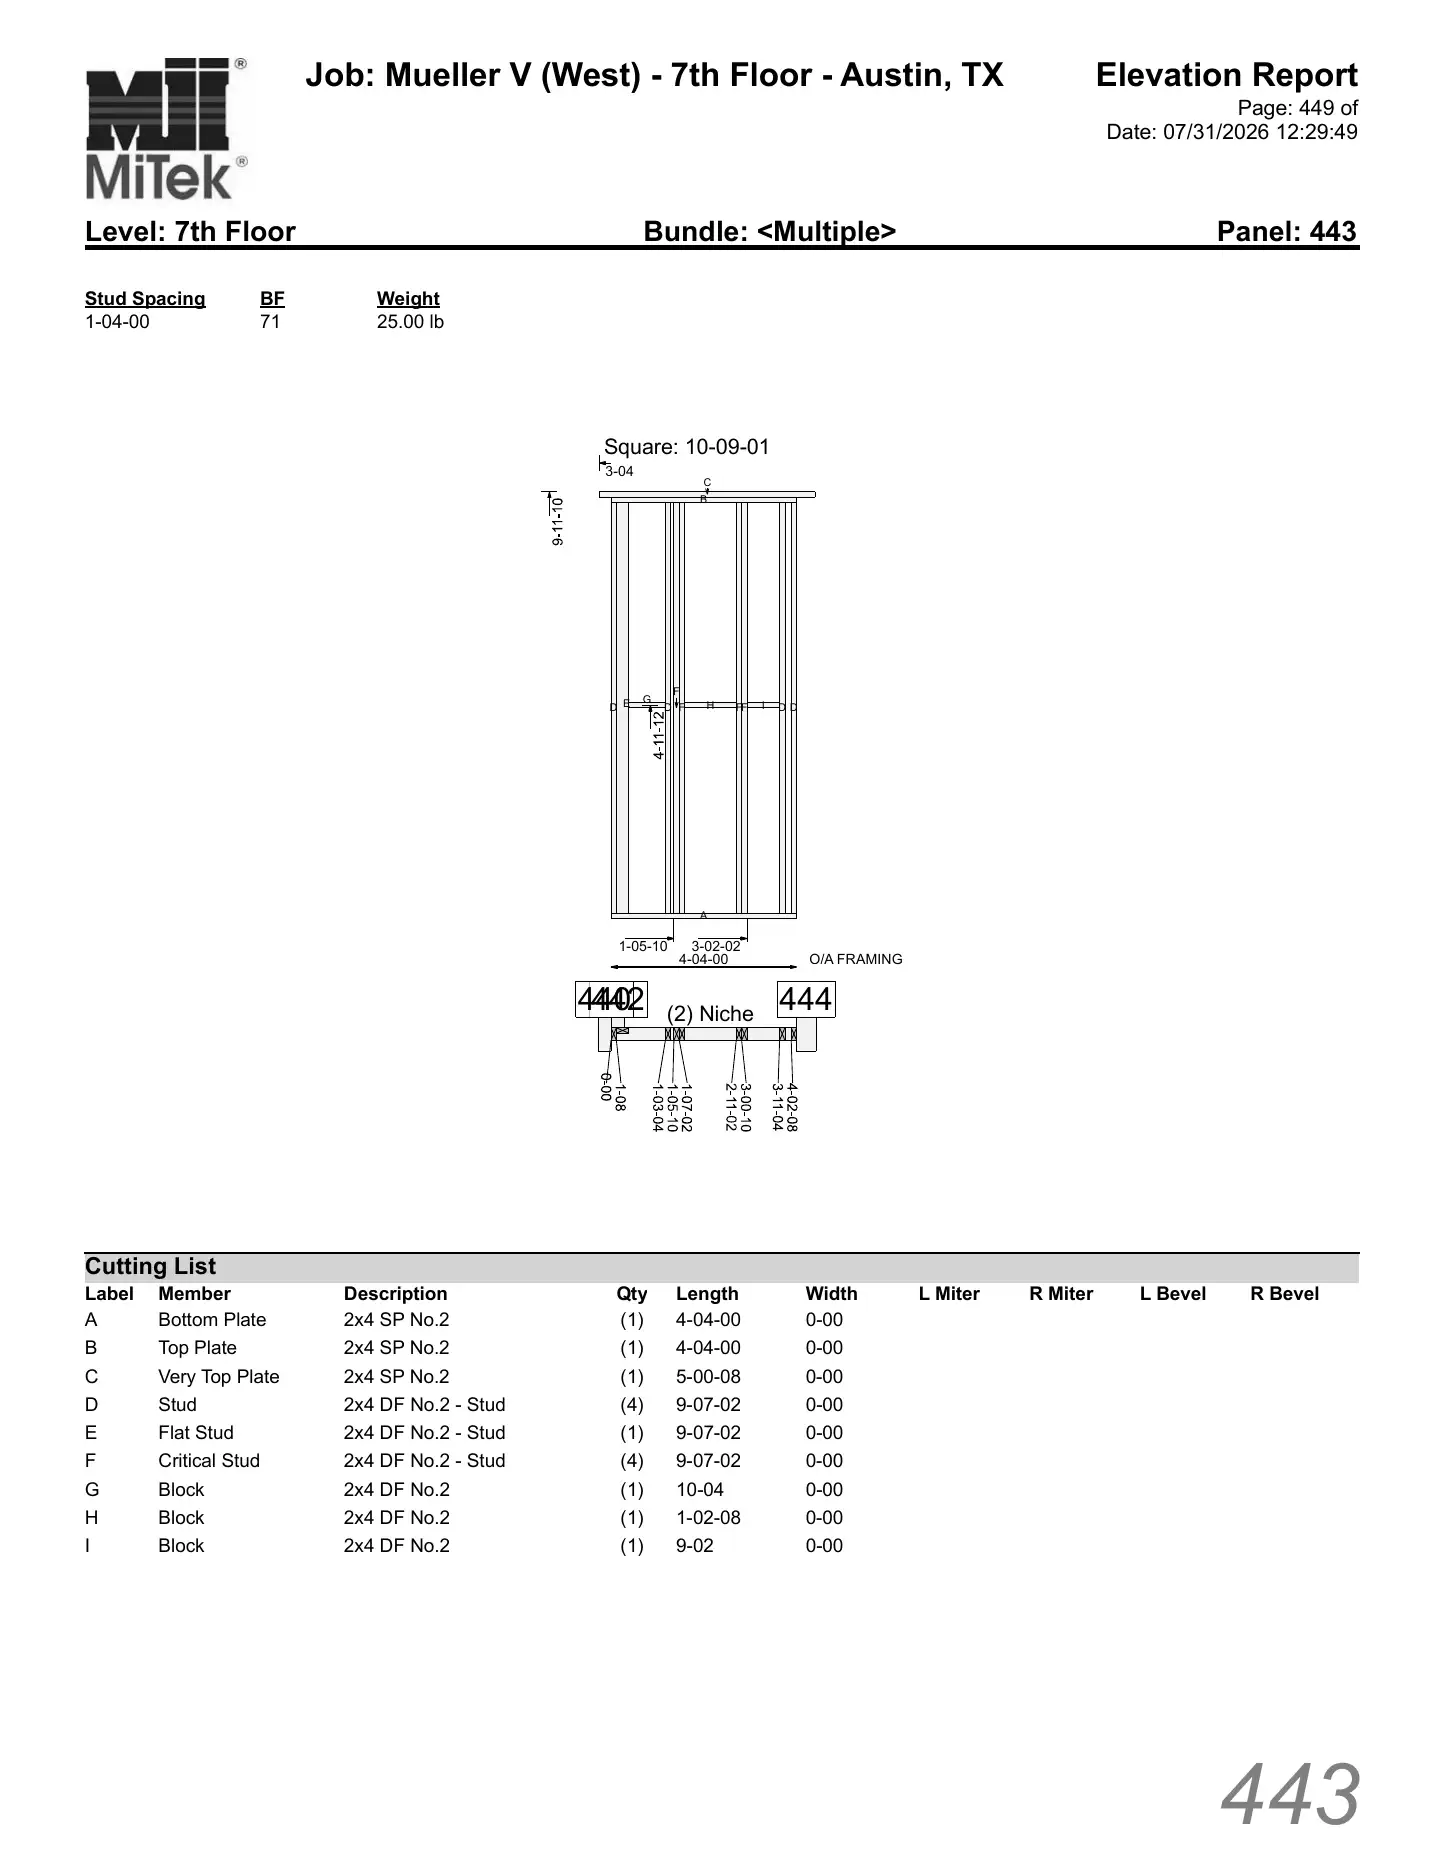 MiTek®
Job: Mueller V (West) - 7th Floor - Austin, TX
Elevation Report
Page: 449 of
Date: 07/31/2026 12:29:49
Level: 7th Floor Bundle: <Multiple> Panel: 443
Stud Spacing BF Weight
1-04-00 71 25.00 lb
Square: 10-09-01
3-04
C
B
9-11-10
F
G
D E D F H F F I D D
4-11-12
A
1-05-10 3-02-02
4-04-00 O/A FRAMING
442 444
(2) Niche
0-00 1-08 1-03-04 1-05-10 1-07-02 2-11-02 3-00-10 3-11-04 4-02-08
Cutting List
Label Member Description Qty Length Width L Miter R Miter L Bevel R Bevel
A Bottom Plate 2x4 SP No.2 (1) 4-04-00 0-00
B Top Plate 2x4 SP No.2 (1) 4-04-00 0-00
C Very Top Plate 2x4 SP No.2 (1) 5-00-08 0-00
D Stud 2x4 DF No.2 - Stud (4) 9-07-02 0-00
E Flat Stud 2x4 DF No.2 - Stud (1) 9-07-02 0-00
F Critical Stud 2x4 DF No.2 - Stud (4) 9-07-02 0-00
G Block 2x4 DF No.2 (1) 10-04 0-00
H Block 2x4 DF No.2 (1) 1-02-08 0-00
I Block 2x4 DF No.2 (1) 9-02 0-00
443